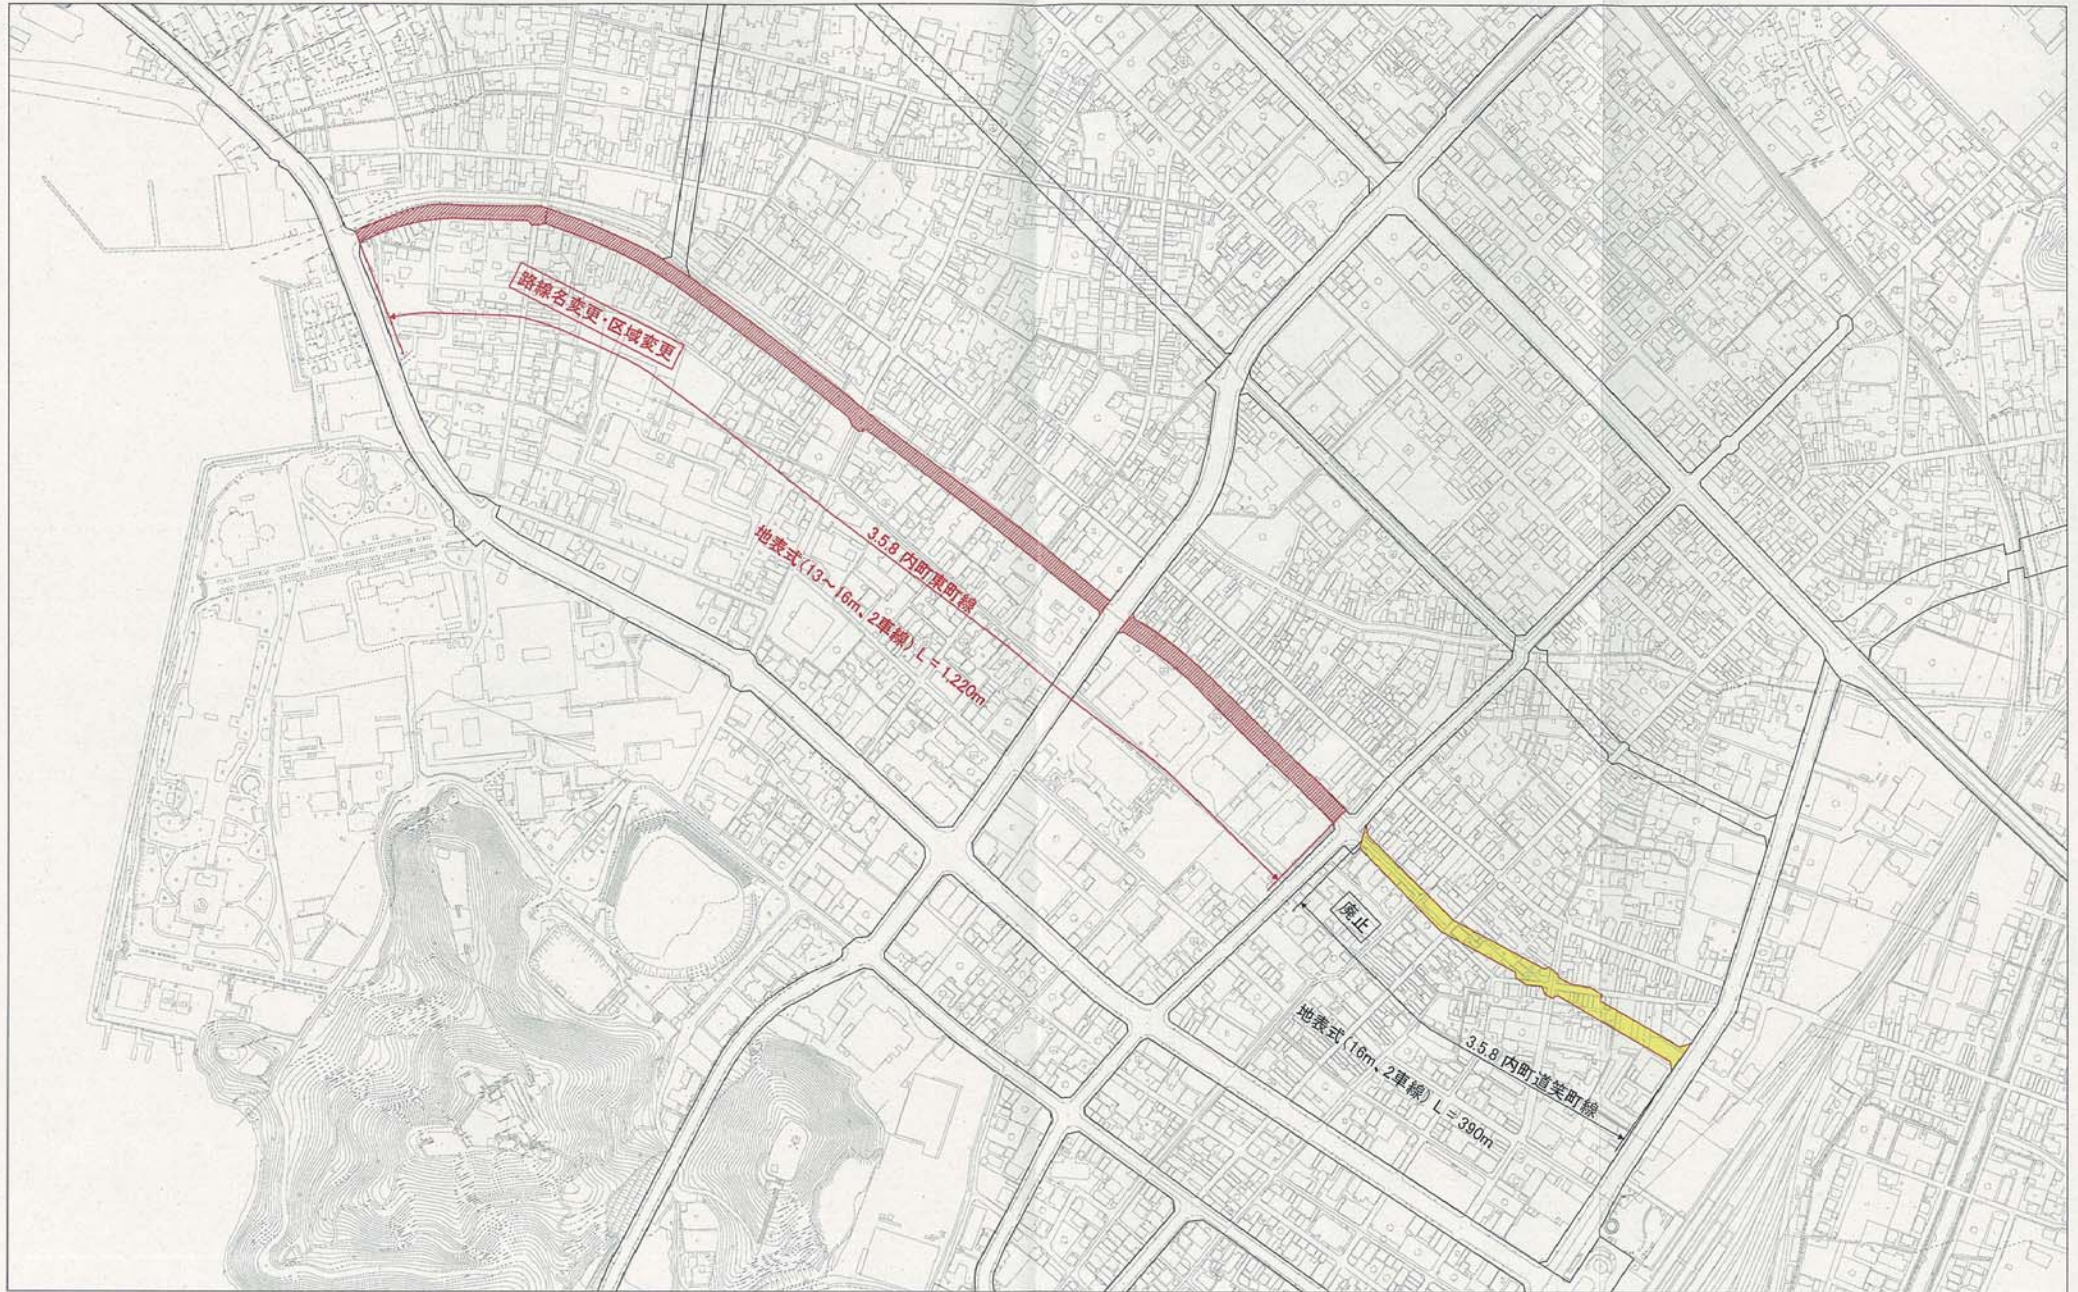 路線名変更・区域変更
3.5.8 内町東町線
地表式(13~16m、2車線) L=1,220m
廃止
3.5.8 内町道笑町線
地表式(16m、2車線) L=390m